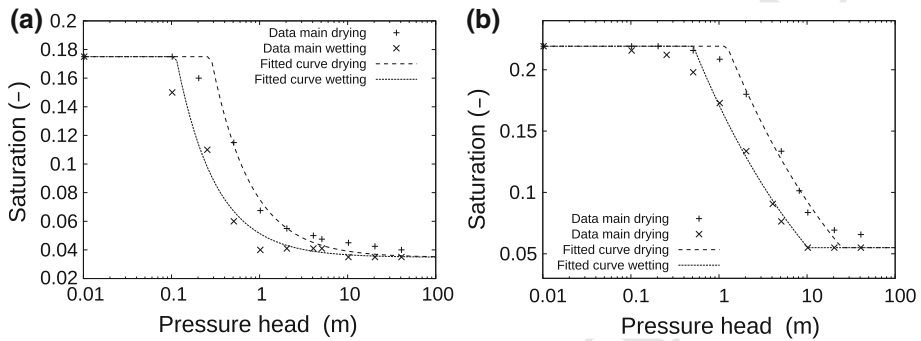 (a)
0.2
0.18
0.16
0.14
0.12
0.1
0.08
0.06
0.04
0.02
Saturation (−)
Data main drying
Data main wetting
Fitted curve drying
Fitted curve wetting
0.01
0.1
1
10
100
Pressure head (m)
(b)
0.2
0.15
0.1
0.05
Saturation (−)
Data main drying
Data main drying
Fitted curve drying
Fitted curve wetting
0.01
0.1
1
10
100
Pressure head (m)